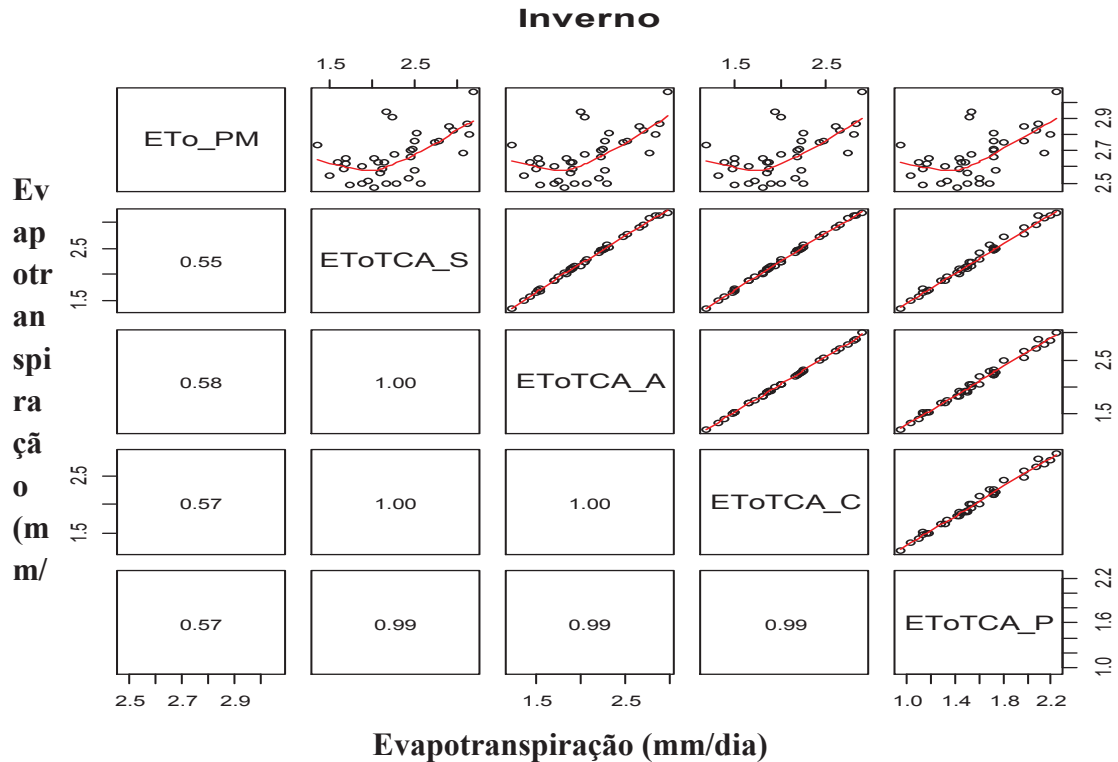 Inverno
1.5 2.5
1.5 2.5
ETo_PM
2.5 2.7 2.9
Ev
ap
otr
an
spi
ra
çã
o
(m
m/
1.5 2.5
0.55
EToTCA_S
0.58
1.00
EToTCA_A
1.5 2.5
1.5 2.5
0.57
1.00
1.00
EToTCA_C
0.57
0.99
0.99
0.99
EToTCA_P
1.0 1.6 2.2
2.5 2.7 2.9
1.5 2.5
1.0 1.4 1.8 2.2
Evapotranspiração (mm/dia)